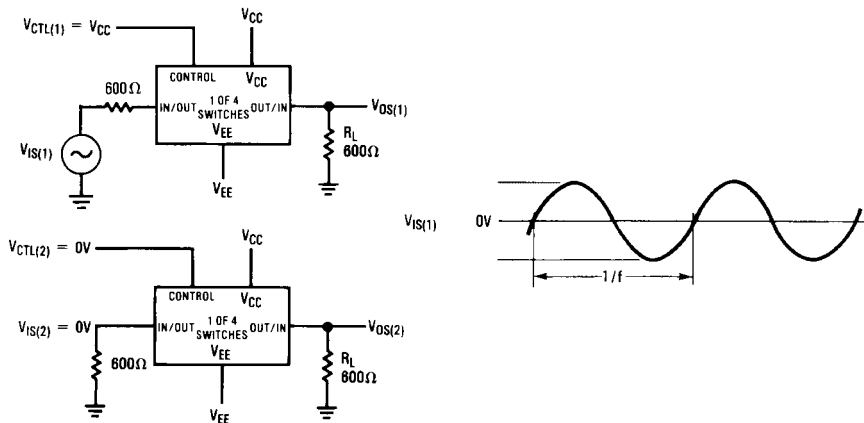 V_CTL(1) = V_CC
V_CC
CONTROL
V_CC
600Ω
IN/OUT
1 OF 4
SWITCHES
OUT/IN
V_OS(1)
V_EE
V_IS(1)
R_L
600Ω
V_EE
V_IS(1)
0V
1/f
V_CTL(2) = 0V
V_CC
CONTROL
V_CC
V_IS(2) = 0V
IN/OUT
1 OF 4
SWITCHES
OUT/IN
V_OS(2)
V_EE
600Ω
R_L
600Ω
V_EE